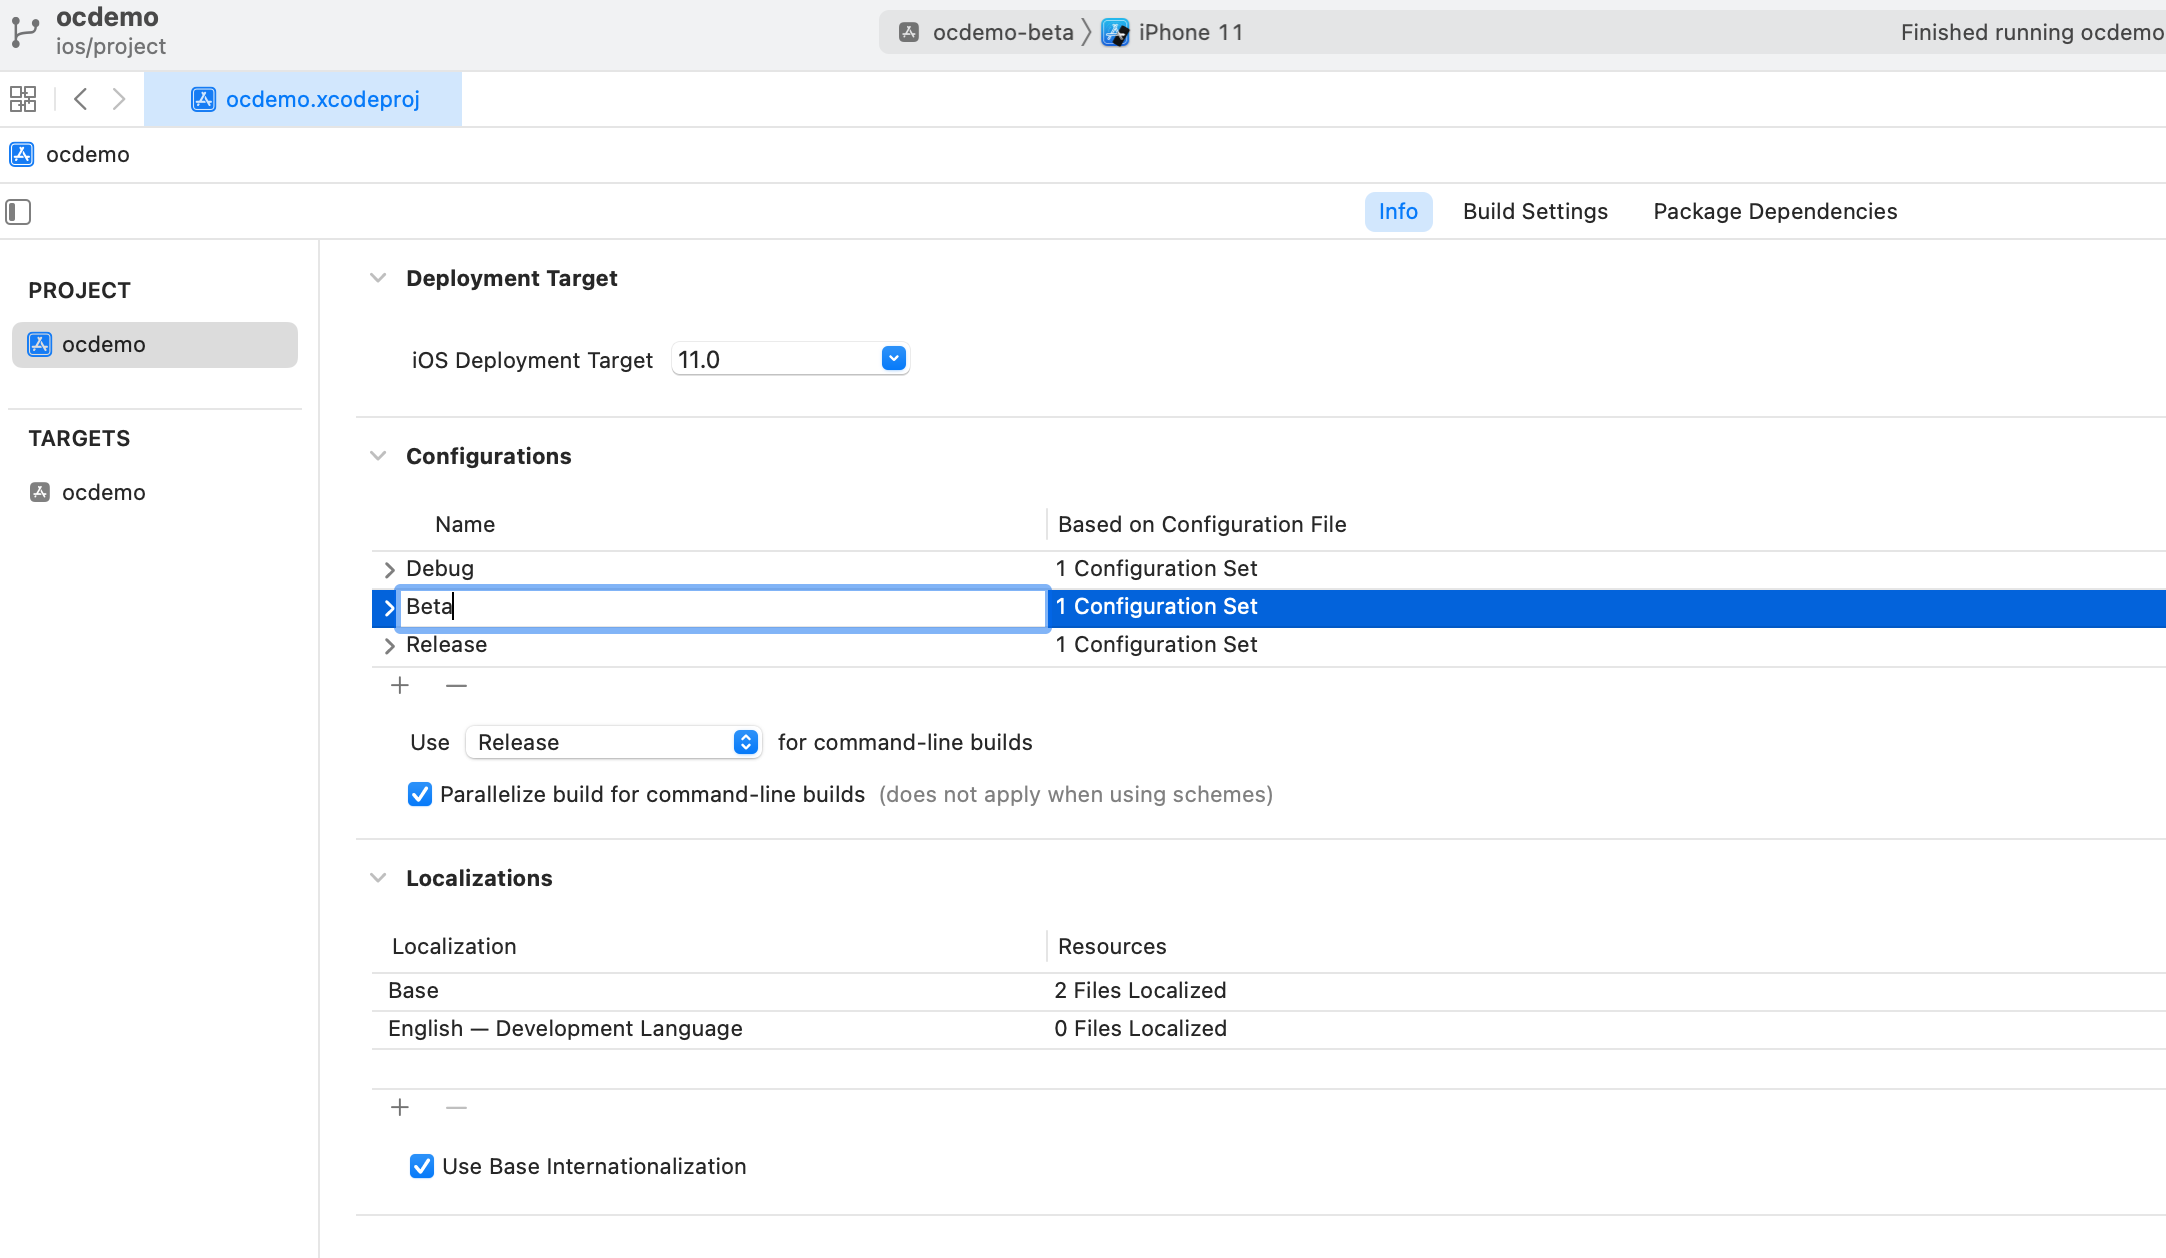 ocdemo
ios/project
ocdemo-beta
iPhone 11
Finished running ocdemo
ocdemo.xcodeproj
ocdemo
Info
Build Settings
Package Dependencies
PROJECT
ocdemo
TARGETS
ocdemo
Deployment Target
iOS Deployment Target 11.0
Configurations
Name Based on Configuration File
Debug 1 Configuration Set
Beta 1 Configuration Set
Release 1 Configuration Set
Use Release for command-line builds
Parallelize build for command-line builds (does not apply when using schemes)
Localizations
Localization Resources
Base 2 Files Localized
English — Development Language 0 Files Localized
Use Base Internationalization